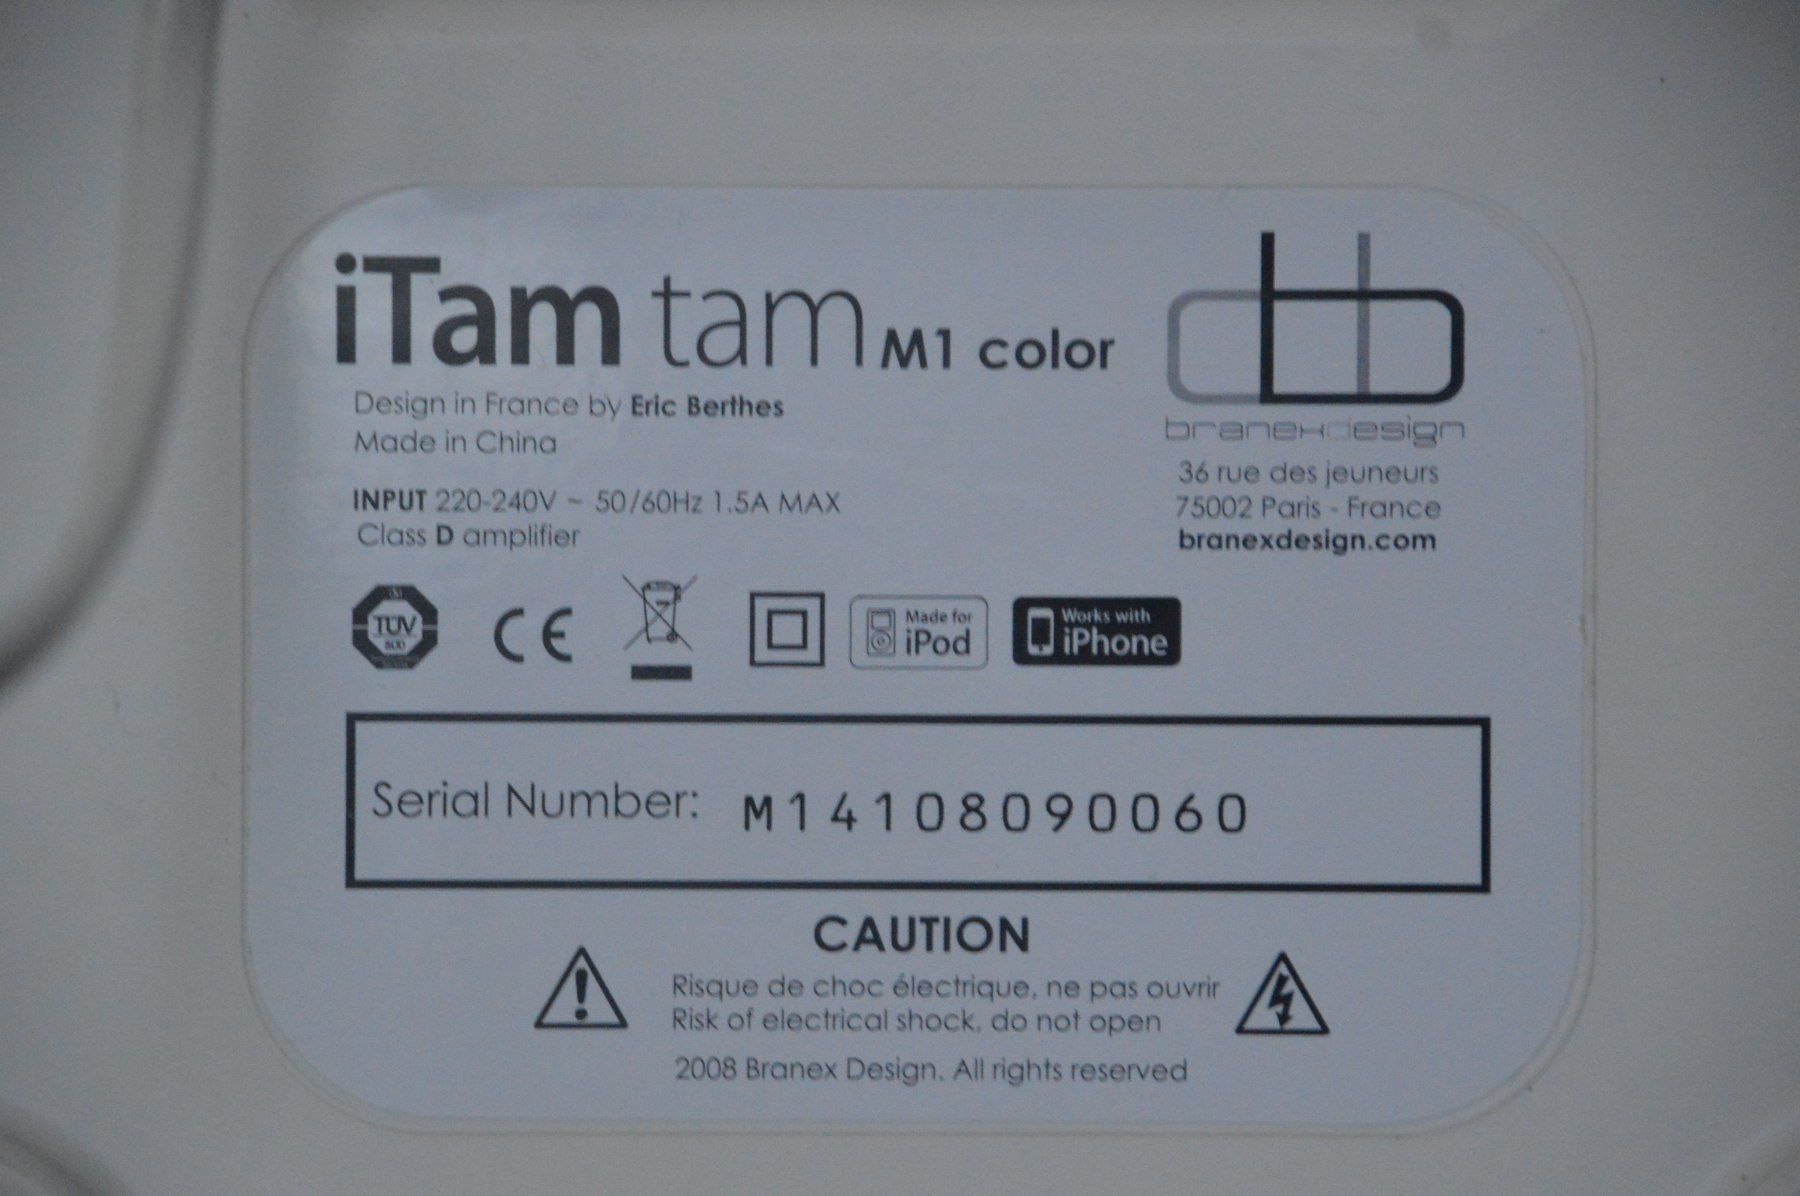 iTam tam M1 color
Design in France by Eric Berthes
Made in China
INPUT 220-240V ~ 50/60Hz 1.5A MAX
Class D amplifier
branexdesign
36 rue des jeuneurs
75002 Paris - France
branexdesign.com
TÜV
SÜD
CE
Made for
iPod
Works with
iPhone
Serial Number: M14108090060
CAUTION
Risque de choc électrique, ne pas ouvrir
Risk of electrical shock, do not open
2008 Branex Design. All rights reserved